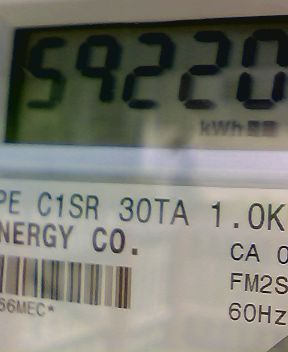 59220
kWh
PE C1SR 30TA 1.0K
NERGY CO.
CA 0
FM2S
66MEC*
60Hz